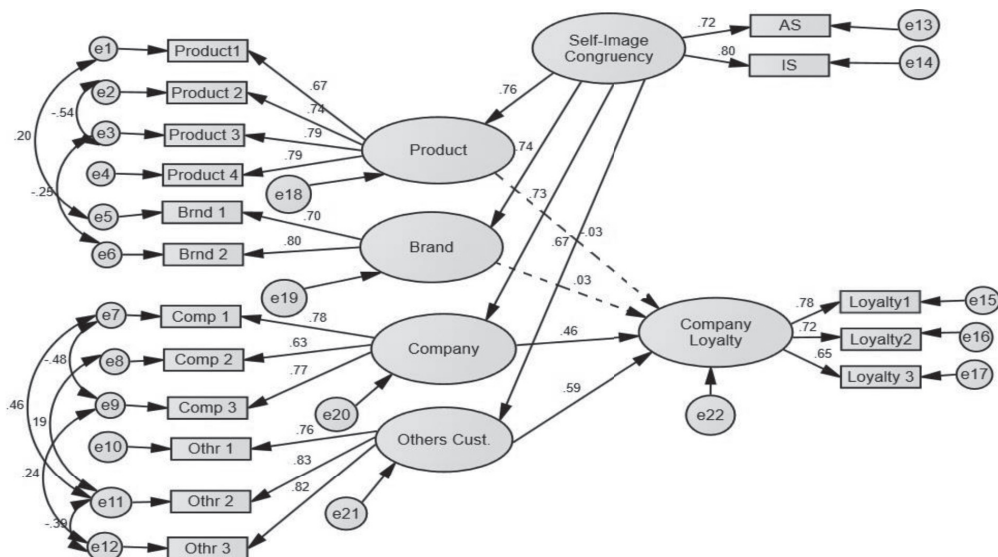 e1
Product1
e2
Product 2
e3
Product 3
e4
Product 4
e5
Brnd 1
e6
Brnd 2
e7
Comp 1
e8
Comp 2
e9
Comp 3
e10
Othr 1
e11
Othr 2
e12
Othr 3
.20
-.54
-.25
-.48
.46
19
.24
-.39
.67
.74
.79
.79
.70
.80
.78
.63
.77
.76
.83
.82
Product
e18
Brand
e19
Company
e20
Others Cust.
e21
Self-Image
Congruency
.76
.74
.73
.67
-.03
.03
.46
.59
.72
AS
e13
.80
IS
e14
Company
Loyalty
e22
.78
Loyalty1
e15
.72
Loyalty2
e16
.65
Loyalty 3
e17